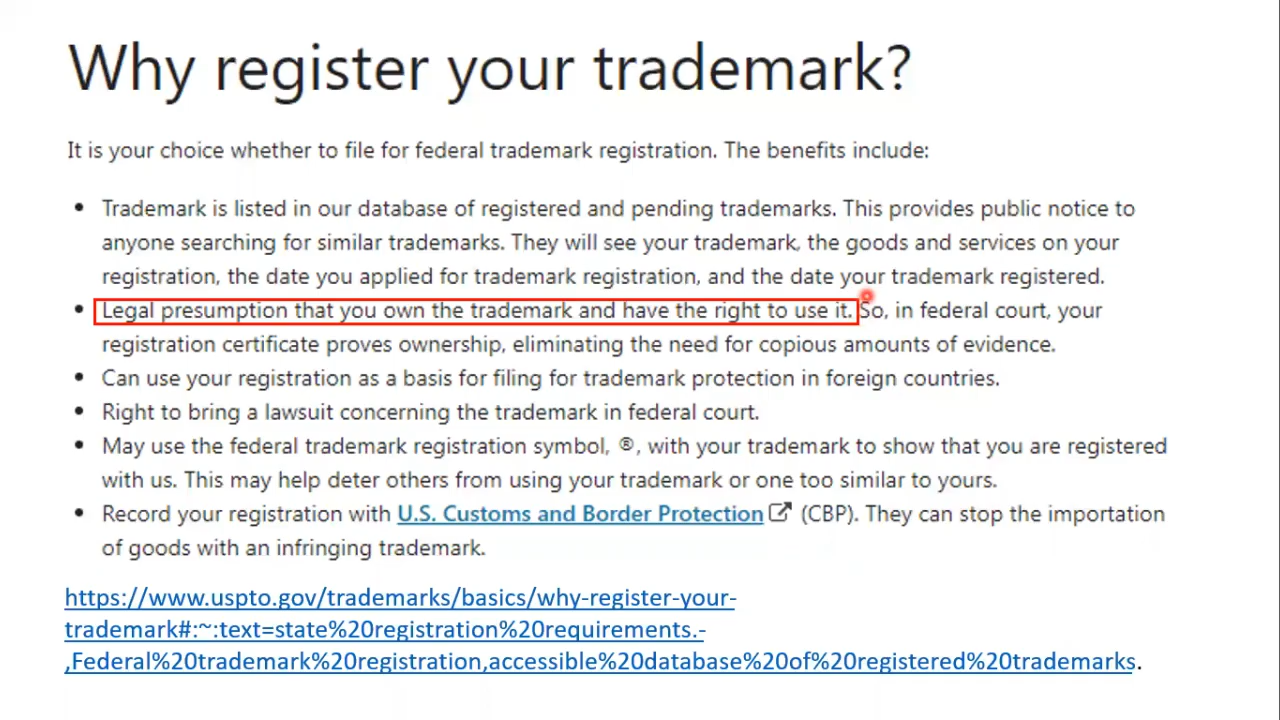 Why register your trademark?
It is your choice whether to file for federal trademark registration. The benefits include:
• Trademark is listed in our database of registered and pending trademarks. This provides public notice to
anyone searching for similar trademarks. They will see your trademark, the goods and services on your
registration, the date you applied for trademark registration, and the date your trademark registered.
• Legal presumption that you own the trademark and have the right to use it. So, in federal court, your
registration certificate proves ownership, eliminating the need for copious amounts of evidence.
• Can use your registration as a basis for filing for trademark protection in foreign countries.
• Right to bring a lawsuit concerning the trademark in federal court.
• May use the federal trademark registration symbol, ®, with your trademark to show that you are registered
with us. This may help deter others from using your trademark or one too similar to yours.
• Record your registration with U.S. Customs and Border Protection (CBP). They can stop the importation
of goods with an infringing trademark.
https://www.uspto.gov/trademarks/basics/why-register-your-
trademark#:~:text=state%20registration%20requirements.-
,Federal%20trademark%20registration,accessible%20database%20of%20registered%20trademarks.